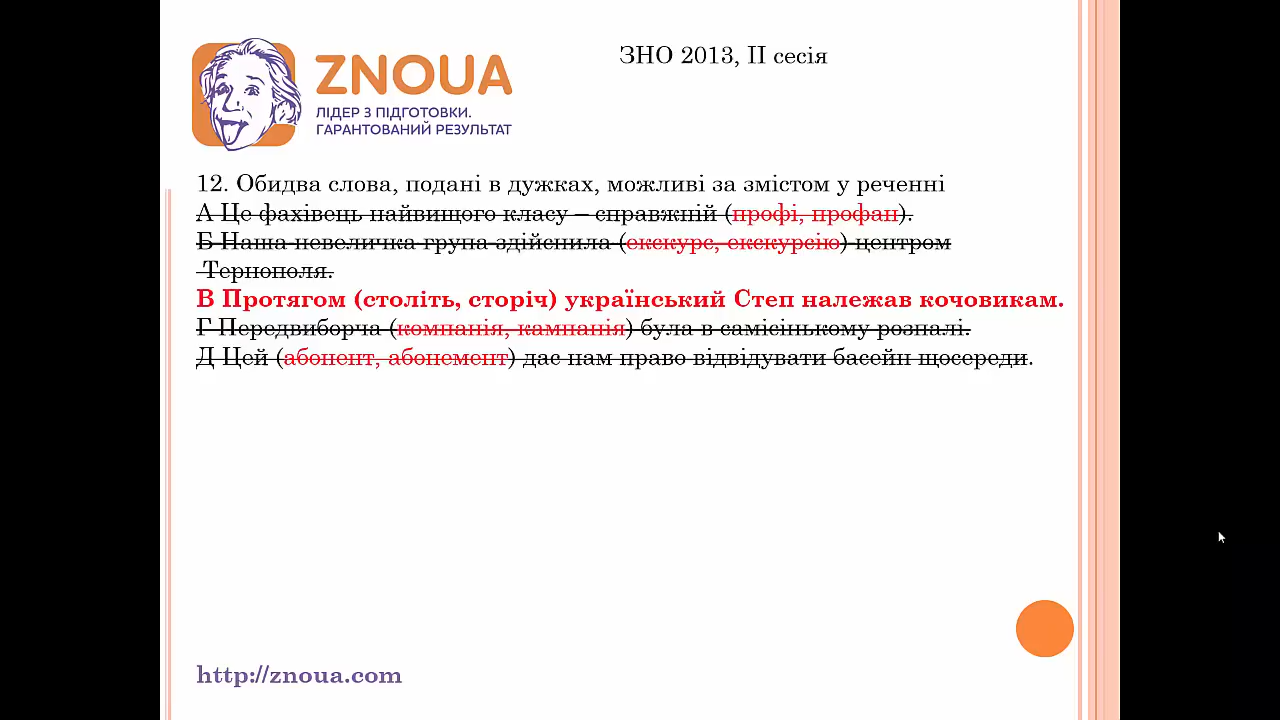 ZNOUA
ЛІДЕР З ПІДГОТОВКИ.
ГАРАНТОВАНИЙ РЕЗУЛЬТАТ
ЗНО 2013, ІІ сесія
12. Обидва слова, подані в дужках, можливі за змістом у реченні
А Це фахівець найвищого класу – справжній (профі, профан).
Б Наша невеличка група здійснила (екскурс, екскурсію) центром
Тернополя.
В Протягом (століть, сторіч) український Степ належав кочовикам.
Г Передвиборча (компанія, кампанія) була в самісінькому розпалі.
Д Цей (абонент, абонемент) дає нам право відвідувати басейн щосереди.
http://znoua.com